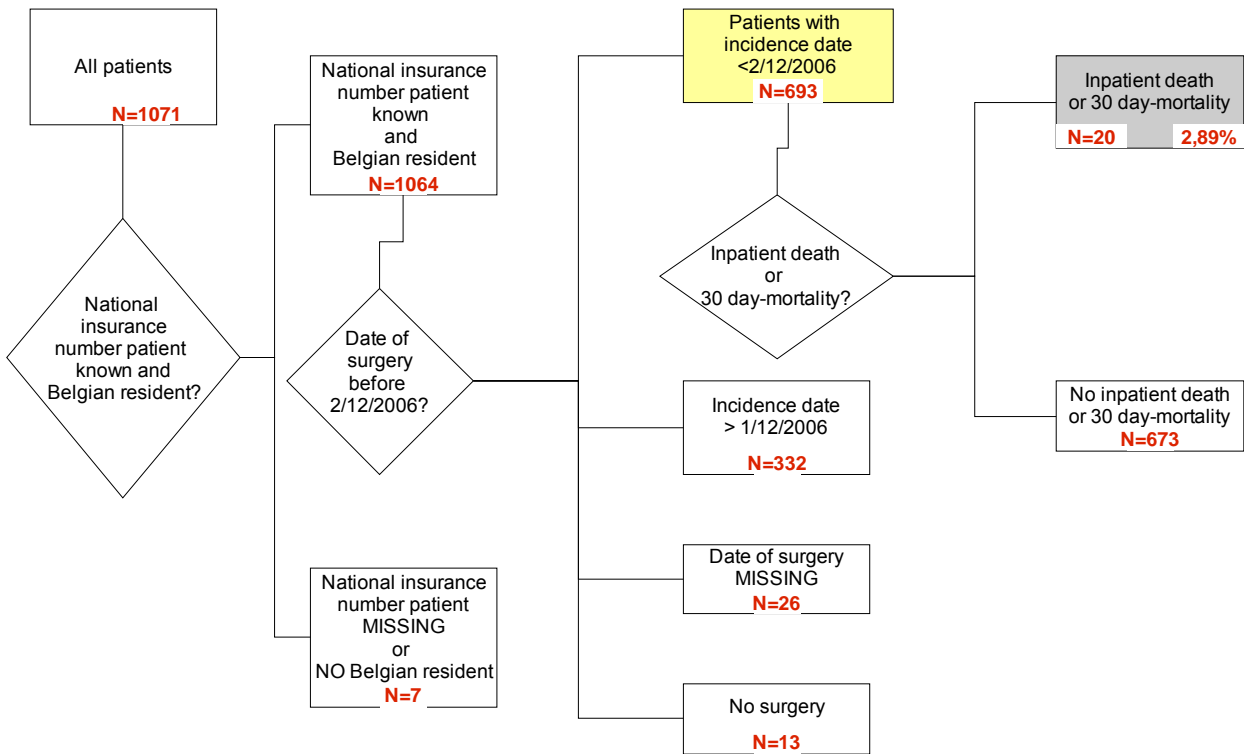 All patients
N=1071
National
insurance
number patient
known and
Belgian resident?
National insurance
number patient
known
and
Belgian resident
N=1064
Date of
surgery
before
2/12/2006?
National insurance
number patient
MISSING
or
NO Belgian resident
N=7
Patients with
incidence date
<2/12/2006
N=693
Inpatient death
or
30 day-mortality?
Incidence date
> 1/12/2006
N=332
Date of surgery
MISSING
N=26
No surgery
N=13
Inpatient death
or 30 day-mortality
N=20 2,89%
No inpatient death
or 30 day-mortality
N=673